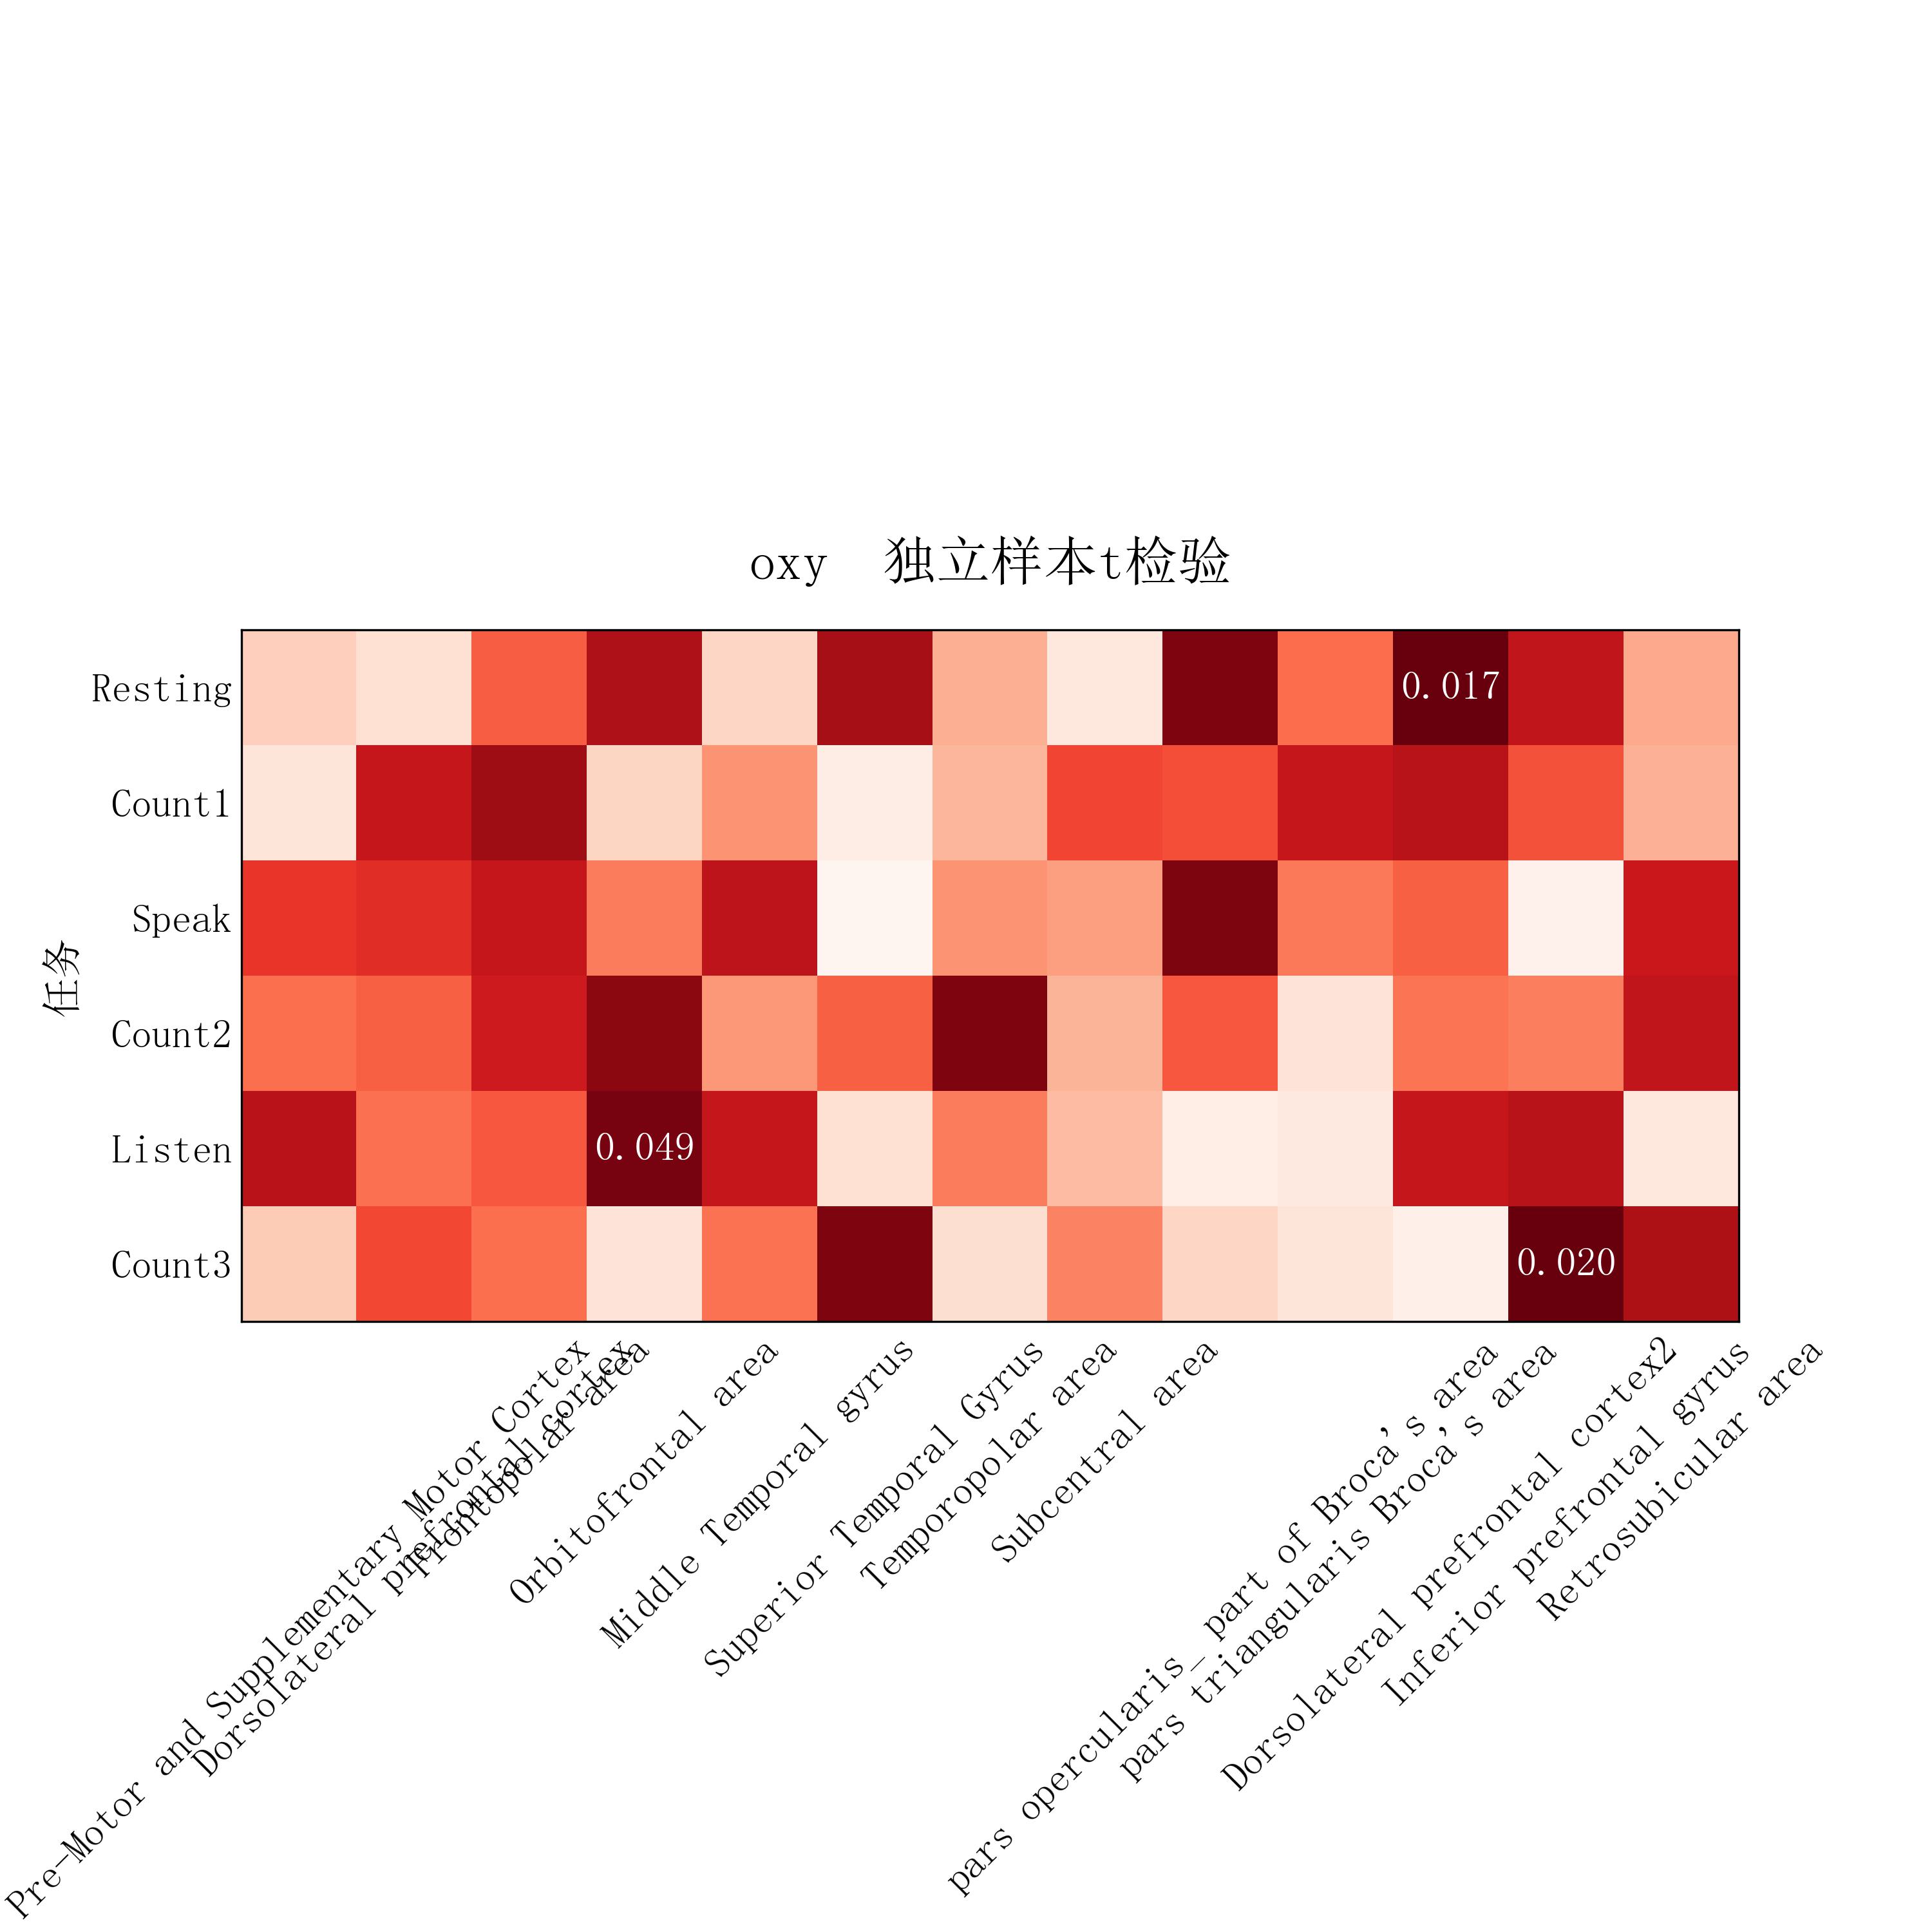 oxy 独立样本t检验
任务
Resting
0.017
Count1
Speak
Count2
Listen
0.049
Count3
0.020
Pre-Motor and Supplementary Motor Cortex
Dorsolateral prefrontal cortex
Frontopolar area
Orbitofrontal area
Middle Temporal gyrus
Superior Temporal Gyrus
Temporopolar area
Subcentral area
pars opercularis_ part of Broca's area
pars triangularis Broca's area
Dorsolateral prefrontal cortex2
Inferior prefrontal gyrus
Retrosubicular area